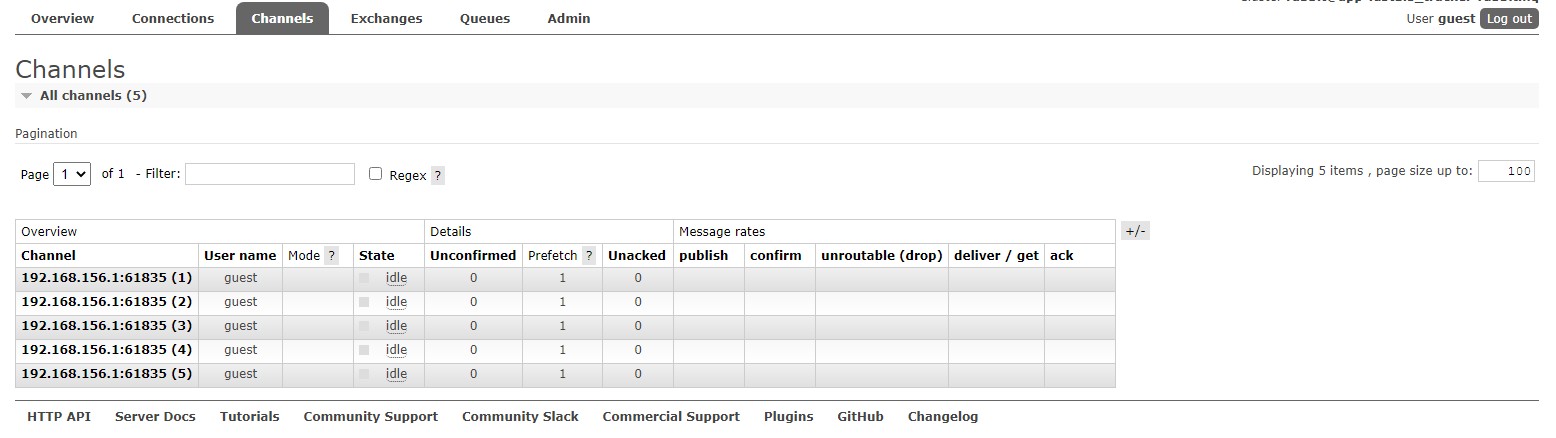 Overview Connections Channels Exchanges Queues Admin
User guest Log out
Channels
All channels (5)
Pagination
Page 1 of 1 - Filter: Regex ? Displaying 5 items , page size up to: 100
Overview Details Message rates +/-
Channel User name Mode ? State Unconfirmed Prefetch ? Unacked publish confirm unroutable (drop) deliver / get ack
192.168.156.1:61835 (1) guest idle 0 1 0
192.168.156.1:61835 (2) guest idle 0 1 0
192.168.156.1:61835 (3) guest idle 0 1 0
192.168.156.1:61835 (4) guest idle 0 1 0
192.168.156.1:61835 (5) guest idle 0 1 0
HTTP API Server Docs Tutorials Community Support Community Slack Commercial Support Plugins GitHub Changelog